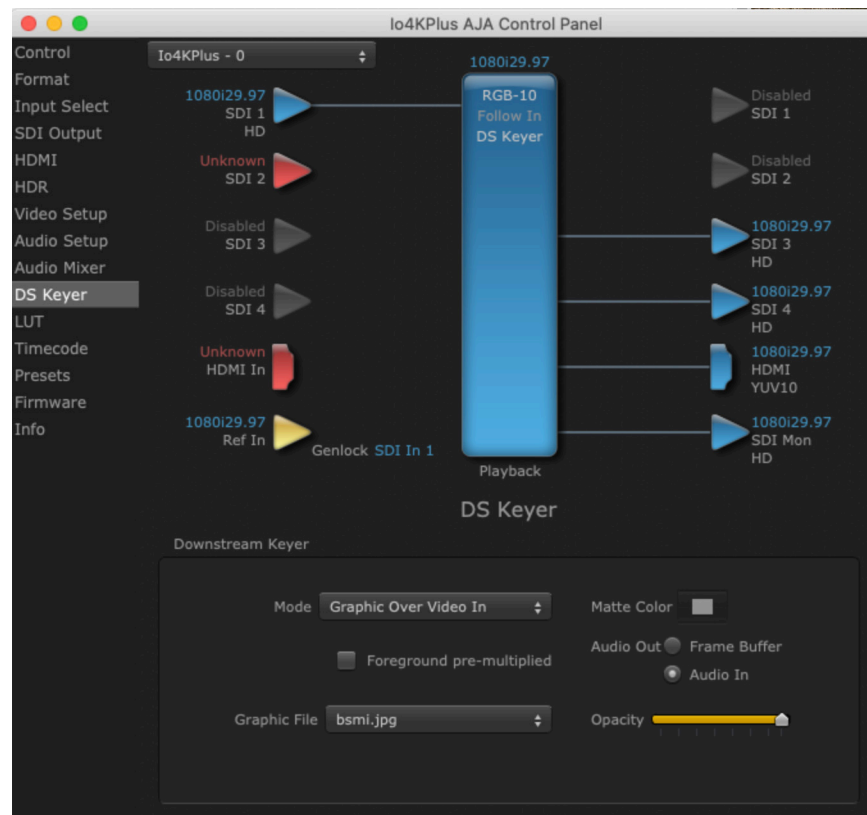 Io4KPlus AJA Control Panel
Control
Format
Input Select
SDI Output
HDMI
HDR
Video Setup
Audio Setup
Audio Mixer
DS Keyer
LUT
Timecode
Presets
Firmware
Info
Io4KPlus - 0
1080i29.97
SDI 1
HD
Unknown
SDI 2
Disabled
SDI 3
Disabled
SDI 4
Unknown
HDMI In
1080i29.97
Ref In
Genlock SDI In 1
1080i29.97
RGB-10
Follow In
DS Keyer
Playback
Disabled
SDI 1
Disabled
SDI 2
1080i29.97
SDI 3
HD
1080i29.97
SDI 4
HD
1080i29.97
HDMI
YUV10
1080i29.97
SDI Mon
HD
DS Keyer
Downstream Keyer
Mode Graphic Over Video In
Foreground pre-multiplied
Graphic File bsmi.jpg
Matte Color
Audio Out Frame Buffer
Audio In
Opacity